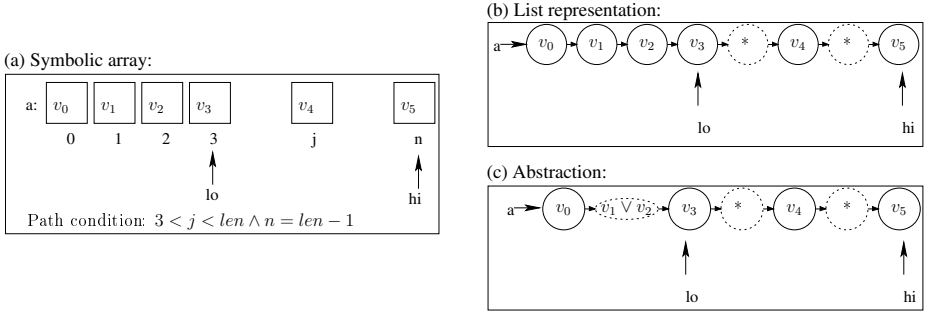 (a) Symbolic array:
a: v₀ v₁ v₂ v₃ v₄ v₅
0 1 2 3 j n
lo hi
Path condition: 3 < j < len ∧ n = len − 1
(b) List representation:
a v₀ v₁ v₂ v₃ * v₄ * v₅
lo hi
(c) Abstraction:
a v₀ v₁ ∨ v₂ v₃ * v₄ * v₅
lo hi